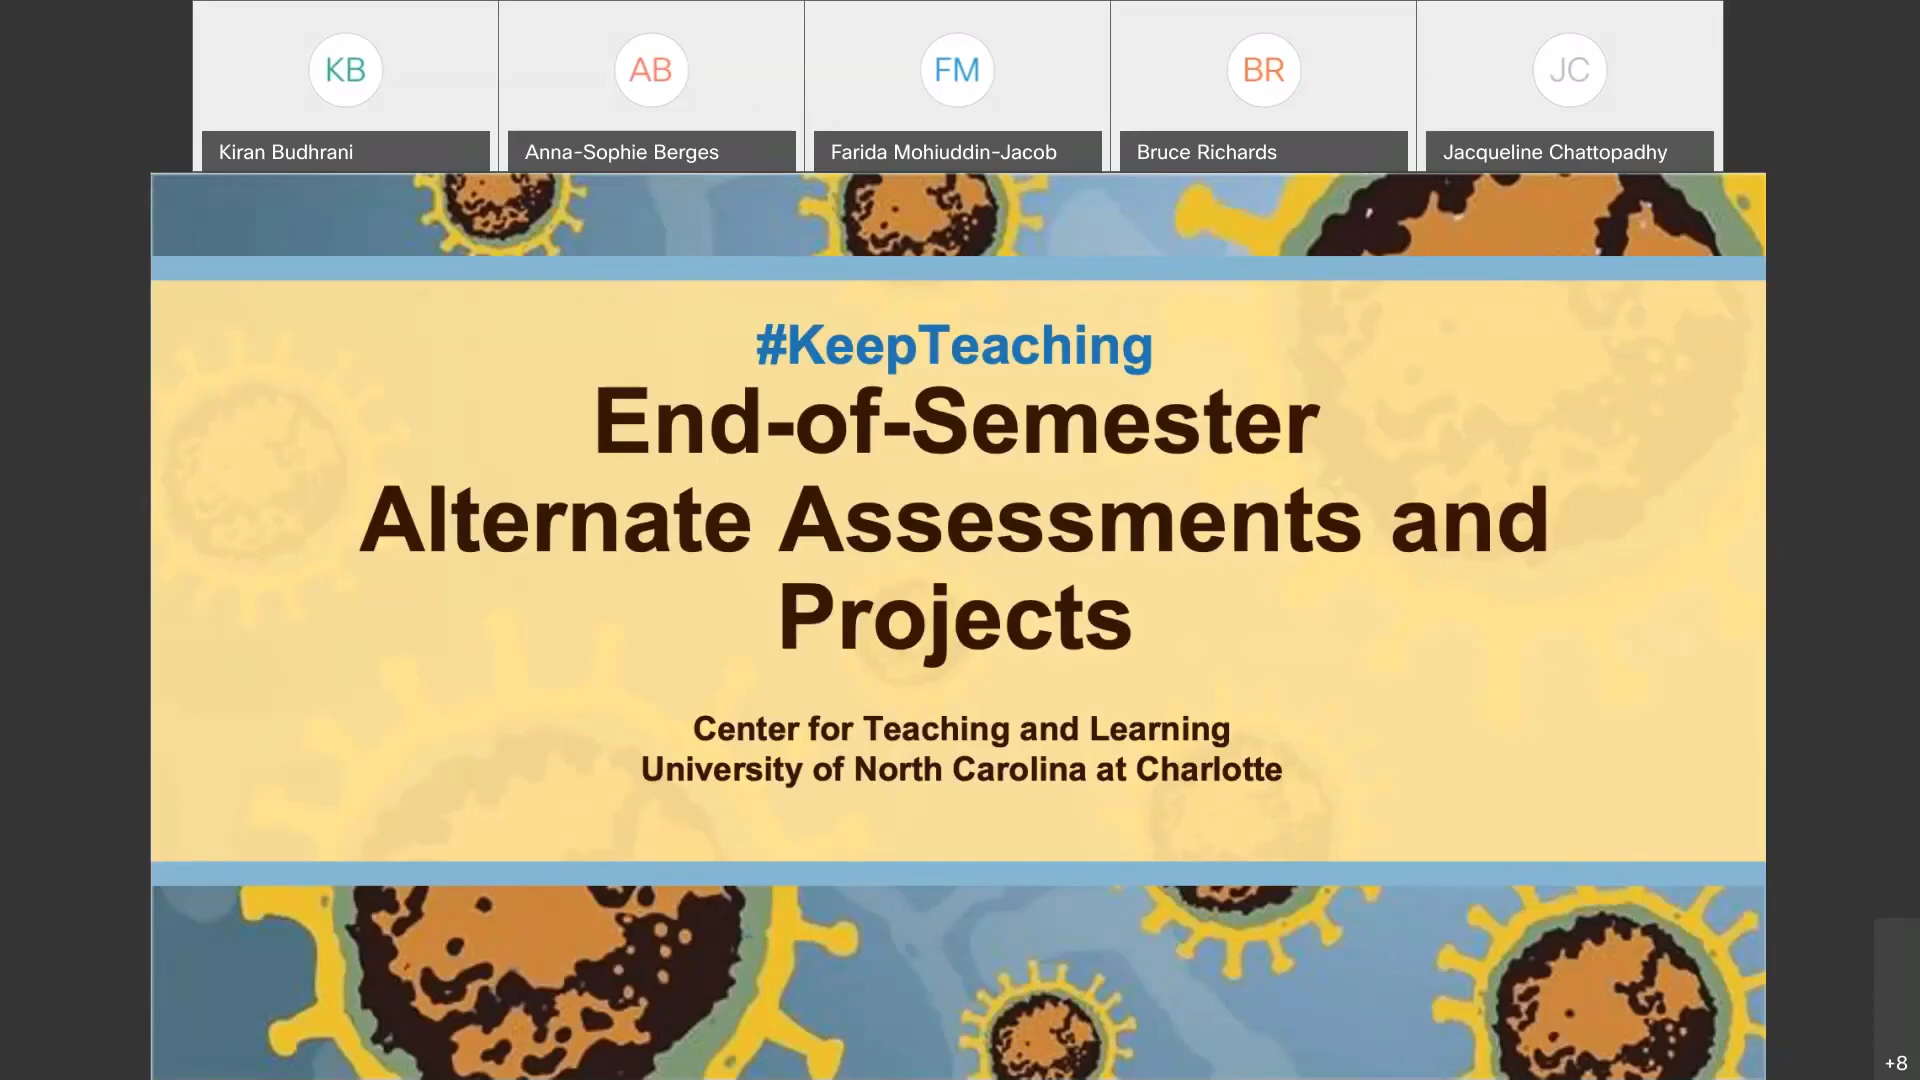 KB
AB
FM
BR
JC
Kiran Budhrani
Anna-Sophie Berges
Farida Mohiuddin-Jacob
Bruce Richards
Jacqueline Chattopadhy
#KeepTeaching
End-of-Semester
Alternate Assessments and
Projects
Center for Teaching and Learning
University of North Carolina at Charlotte
+8